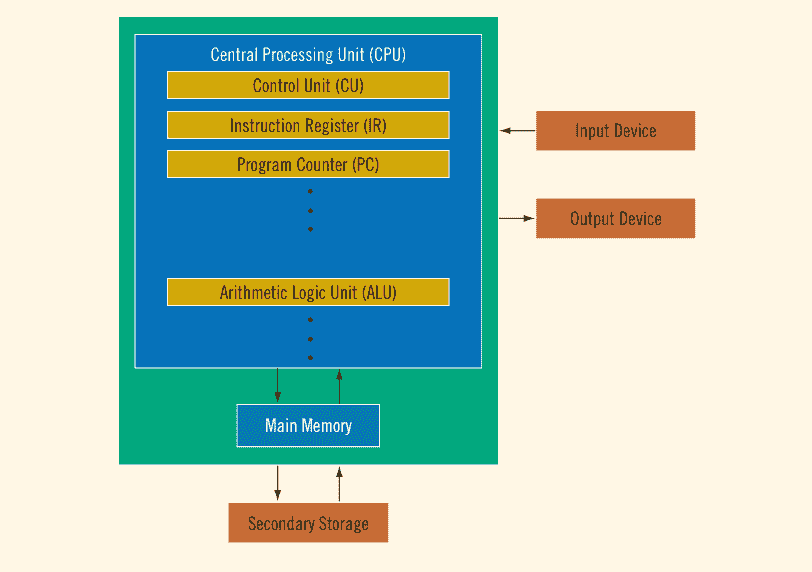 Central Processing Unit (CPU)
Control Unit (CU)
Instruction Register (IR)
Input Device
Program Counter (PC)
Output Device
Arithmetic Logic Unit (ALU)
Main Memory
Secondary Storage